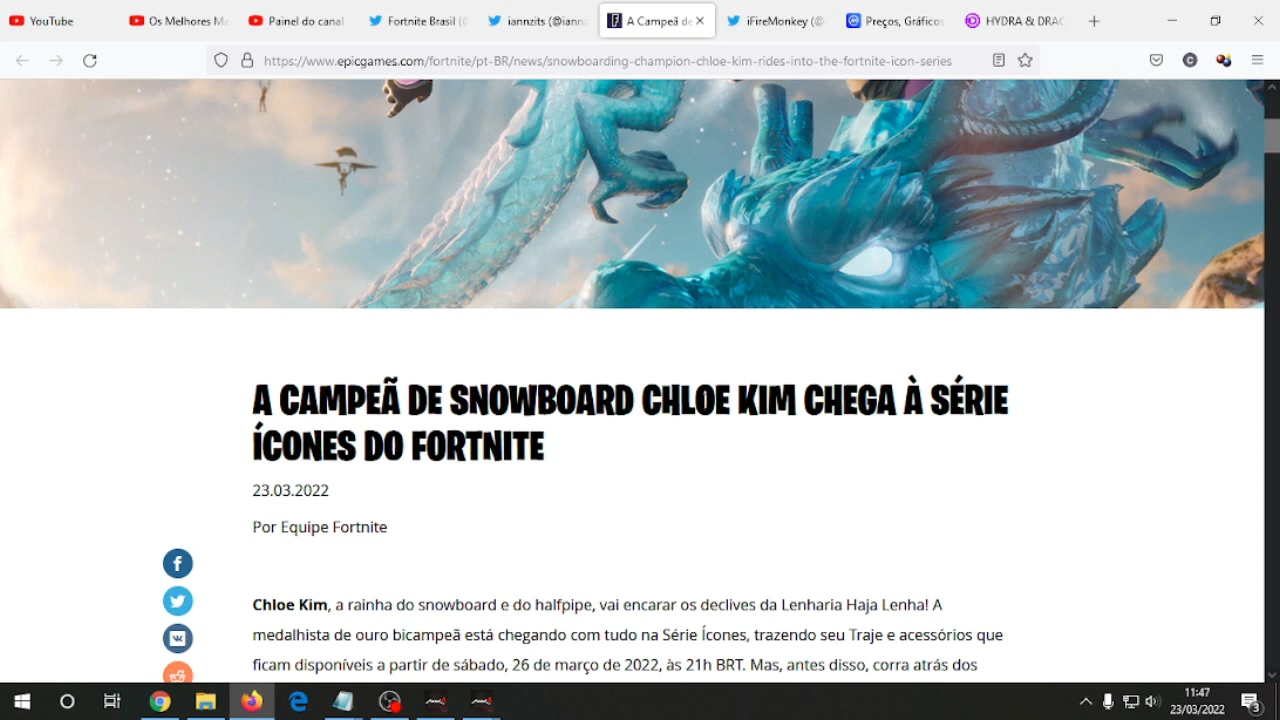 YouTube
Os Melhores Ma
Painel do canal
Fortnite Brasil ((
iannzits (@iann
A Campeã de
iFireMonkey (@
Preços, Gráficos
HYDRA & DRAC
https://www.epicgames.com/fortnite/pt-BR/news/snowboarding-champion-chloe-kim-rides-into-the-fortnite-icon-series
A CAMPEÃ DE SNOWBOARD CHLOE KIM CHEGA À SÉRIE
ÍCONES DO FORTNITE
23.03.2022
Por Equipe Fortnite
Chloe Kim, a rainha do snowboard e do halfpipe, vai encarar os declives da Lenharia Haja Lenha! A
medalhista de ouro bicampeã está chegando com tudo na Série Ícones, trazendo seu Traje e acessórios que
ficam disponíveis a partir de sábado, 26 de março de 2022, às 21h BRT. Mas, antes disso, corra atrás dos
11:47
23/03/2022
3